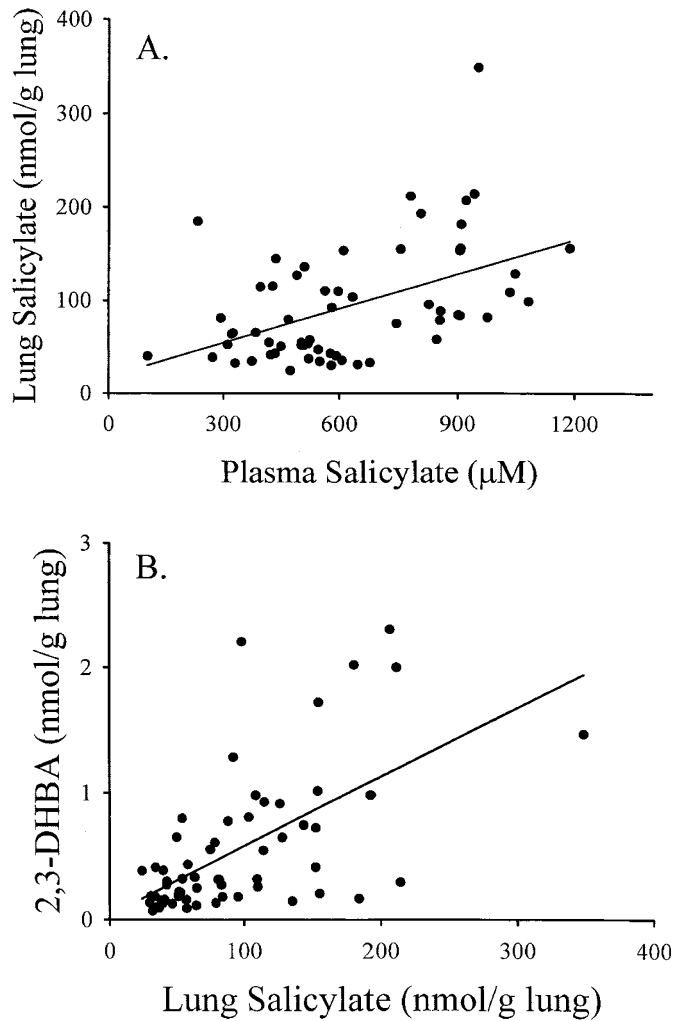 A.
Lung Salicylate (nmol/g lung)
400
300
200
100
0
0 300 600 900 1200
Plasma Salicylate (µM)
B.
2,3-DHBA (nmol/g lung)
3
2
1
0
0 100 200 300 400
Lung Salicylate (nmol/g lung)